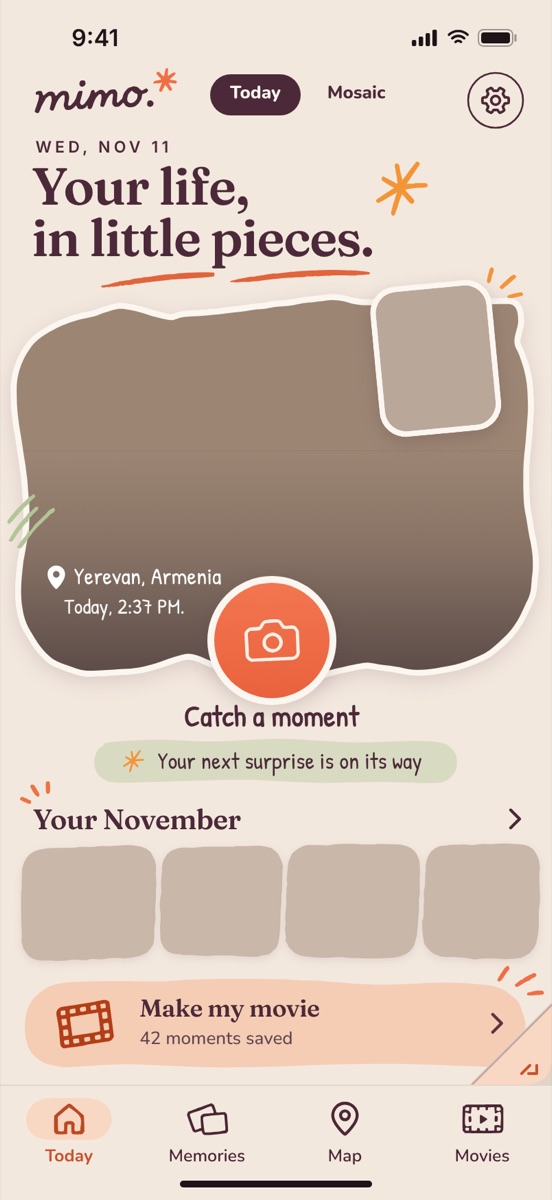 9:41
mimo.
Today
Mosaic
WED, NOV 11
Your life,
in little pieces.
Yerevan, Armenia
Today, 2:37 PM.
Catch a moment
Your next surprise is on its way
Your November
Make my movie
42 moments saved
Today
Memories
Map
Movies